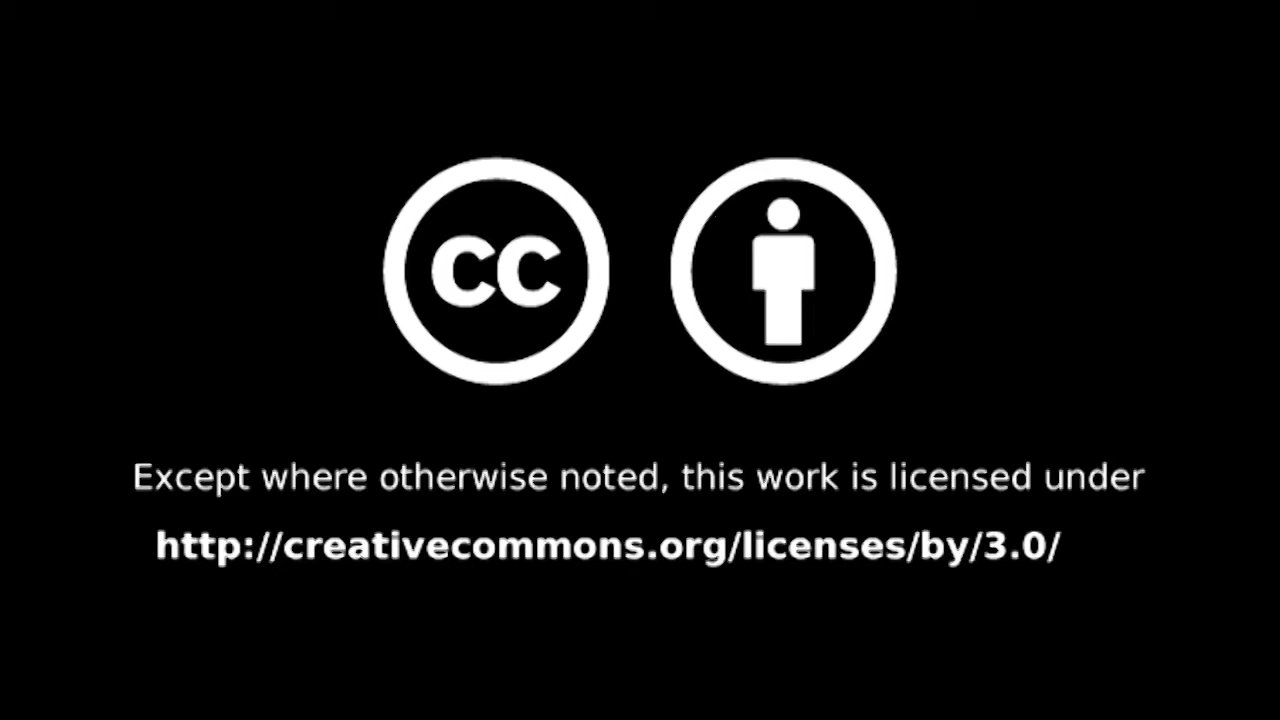 cc
Except where otherwise noted, this work is licensed under
http://creativecommons.org/licenses/by/3.0/